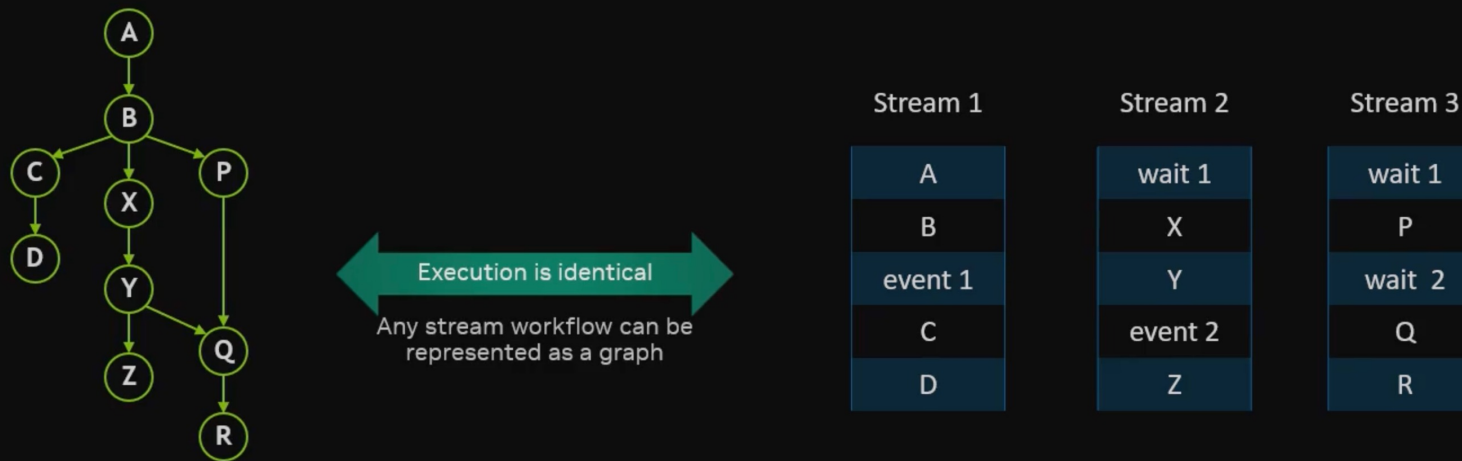 A
B
C
P
X
D
Y
Q
Z
R
Execution is identical
Any stream workflow can be
represented as a graph
Stream 1
A
B
event 1
C
D
Stream 2
wait 1
X
Y
event 2
Z
Stream 3
wait 1
P
wait 2
Q
R